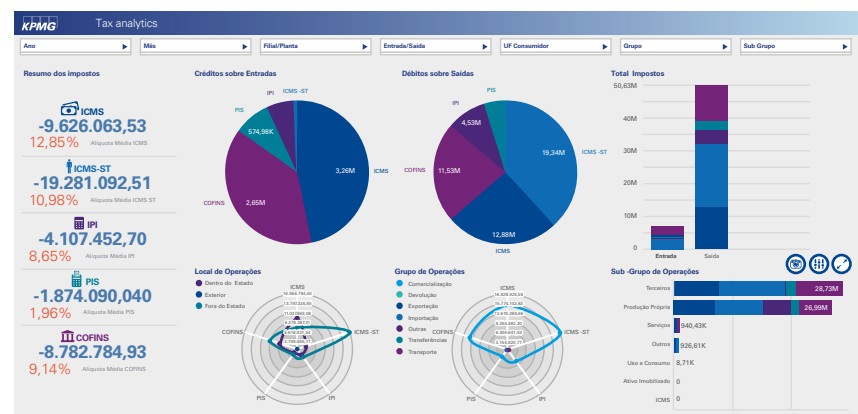 KPMG Tax analytics
Ano Mês Filial/Planta Entrada/Saida UF Consumidor Grupo Sub Grupo
Resumo dos impostos
ICMS
-9.626.063,53
12,85% Alíquota Média ICMS
ICMS-ST
-19.281.092,51
10,98% Alíquota Média ICMS ST
IPI
-4.107.452,70
8,65% Alíquota Média IPI
PIS
-1.874.090,040
1,96% Alíquota Média PIS
COFINS
-8.782.784,93
9,14% Alíquota Média COFINS
Créditos sobre Entradas
IPI ICMS -ST
PIS
574,98K
3,26M ICMS
2,65M
COFINS
Débitos sobre Saídas
PIS
IPI
4,53M
19,34M ICMS -ST
COFINS 11,53M
12,88M
ICMS
Total Impostos
50,63M
40M
30M
20M
10M
0
Entrada Saída
Local de Operações
Dentro do Estado
Exterior
Fora do Estado
ICMS
COFINS ICMS -ST
PIS IPI
Grupo de Operações
Comercialização
Devolução
Exportação
Importação
Outras
Transferências
Transporte
ICMS
COFINS ICMS -ST
PIS IPI
Sub -Grupo de Operações
Terceiros 28,73M
Produção Própria 26,99M
Serviços 940,43K
Outros 926,61K
Uso e Consumo 8,71K
Ativo Imobilizado 0
ICMS 0